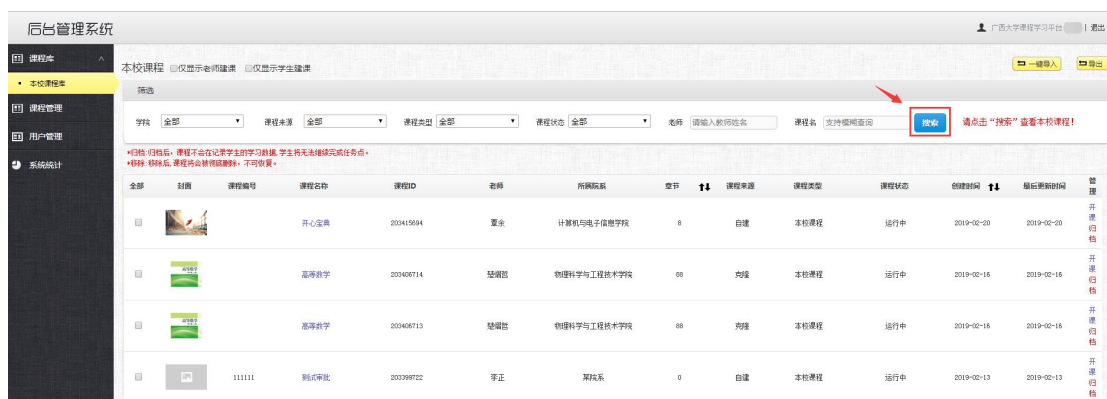 后台管理系统
广西大学课程学习平台 | 退出
课程库
本校课程库
课程管理
用户管理
系统统计
本校课程 仅显示老师建课 仅显示学生建课
一键导入 导出
筛选
学院 全部 课程来源 全部 课程类型 全部 课程状态 全部 老师 请输入教师姓名 课程名 支持模糊查询 搜索 请点击“搜索”查看本校课程!
*归档:归档后，课程不会在记录学生的学习数据,学生将无法继续完成任务点。
*移除:移除后,课程将会被彻底删除，不可恢复。
全部 封面 课程编号 课程名称 课程ID 老师 所属院系 章节 课程来源 课程类型 课程状态 创建时间 最后更新时间 管理
开心宝典 203415694 覃余 计算机与电子信息学院 8 自建 本校课程 运行中 2019-02-20 2019-02-20 开课 归档
高等数学 203406714 物理科学与工程技术学院 88 克隆 本校课程 运行中 2019-02-16 2019-02-16 开课 归档
高等数学 203406713 物理科学与工程技术学院 88 克隆 本校课程 运行中 2019-02-16 2019-02-16 开课 归档
111111 测试审批 203399722 李正 某院系 0 自建 本校课程 运行中 2019-02-13 2019-02-13 开课 归档